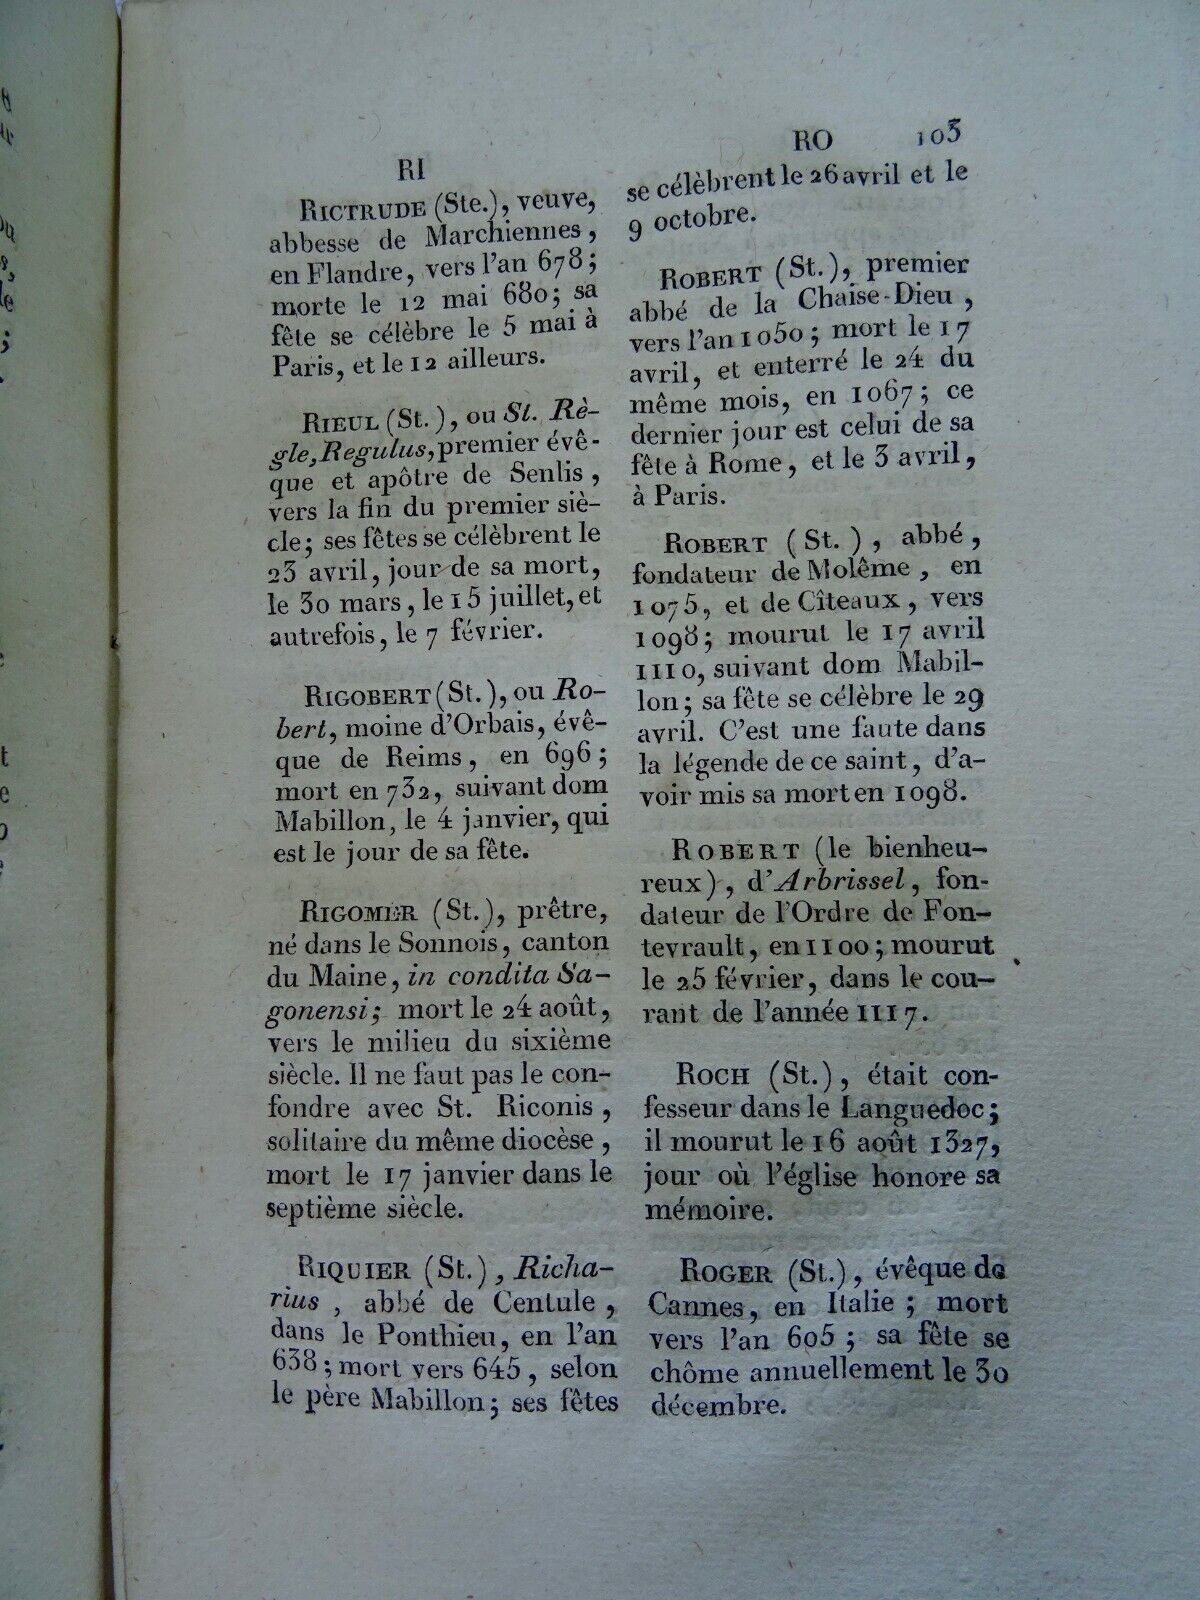 RI
RICTRUDE (Ste.), veuve,
abbesse de Marchiennes,
en Flandre, vers l'an 678;
morte le 12 mai 680; sa
fête se célèbre le 5 mai à
Paris, et le 12 ailleurs.
RIEUL (St.), ou St. Rè-
gle, Regulus, premier évê-
que et apôtre de Senlis,
vers la fin du premier siè-
cle; ses fêtes se célèbrent le
23 avril, jour de sa mort,
le 30 mars, le 15 juillet, et
autrefois, le 7 février.
RIGOBERT (St.), ou Ro-
bert, moine d'Orbais, évê-
que de Reims, en 696;
mort en 732, suivant dom
Mabillon, le 4 janvier, qui
est le jour de sa fête.
RIGOMER (St.), prêtre,
né dans le Sonnois, canton
du Maine, in condita Sa-
gonensi; mort le 24 août,
vers le milieu du sixième
siècle. Il ne faut pas le con-
fondre avec St. Riconis,
solitaire du même diocèse,
mort le 17 janvier dans le
septième siècle.
RIQUIER (St.), Richa-
rius, abbé de Centule,
dans le Ponthieu, en l'an
638; mort vers 645, selon
le père Mabillon; ses fêtes
RO 103
se célèbrent le 26 avril et le
9 octobre.
ROBERT (St.), premier
abbé de la Chaise-Dieu,
vers l'an 1050; mort le 17
avril, et enterré le 24 du
même mois, en 1067; ce
dernier jour est celui de sa
fête à Rome, et le 3 avril,
à Paris.
ROBERT (St.), abbé,
fondateur de Molême, en
1075, et de Cîteaux, vers
1098; mourut le 17 avril
1110, suivant dom Mabil-
lon; sa fête se célèbre le 29
avril. C'est une faute dans
la légende de ce saint, d'a-
voir mis sa mort en 1098.
ROBERT (le bienheu-
reux), d'Arbrissel, fon-
dateur de l'Ordre de Fon-
tevrault, en 1100; mourut
le 25 février, dans le cou-
rant de l'année 1117.
ROCH (St.), était con-
fesseur dans le Languedoc;
il mourut le 16 août 1327,
jour où l'église honore sa
mémoire.
ROGER (St.), évêque de
Cannes, en Italie; mort
vers l'an 605; sa fête se
chôme annuellement le 30
décembre.